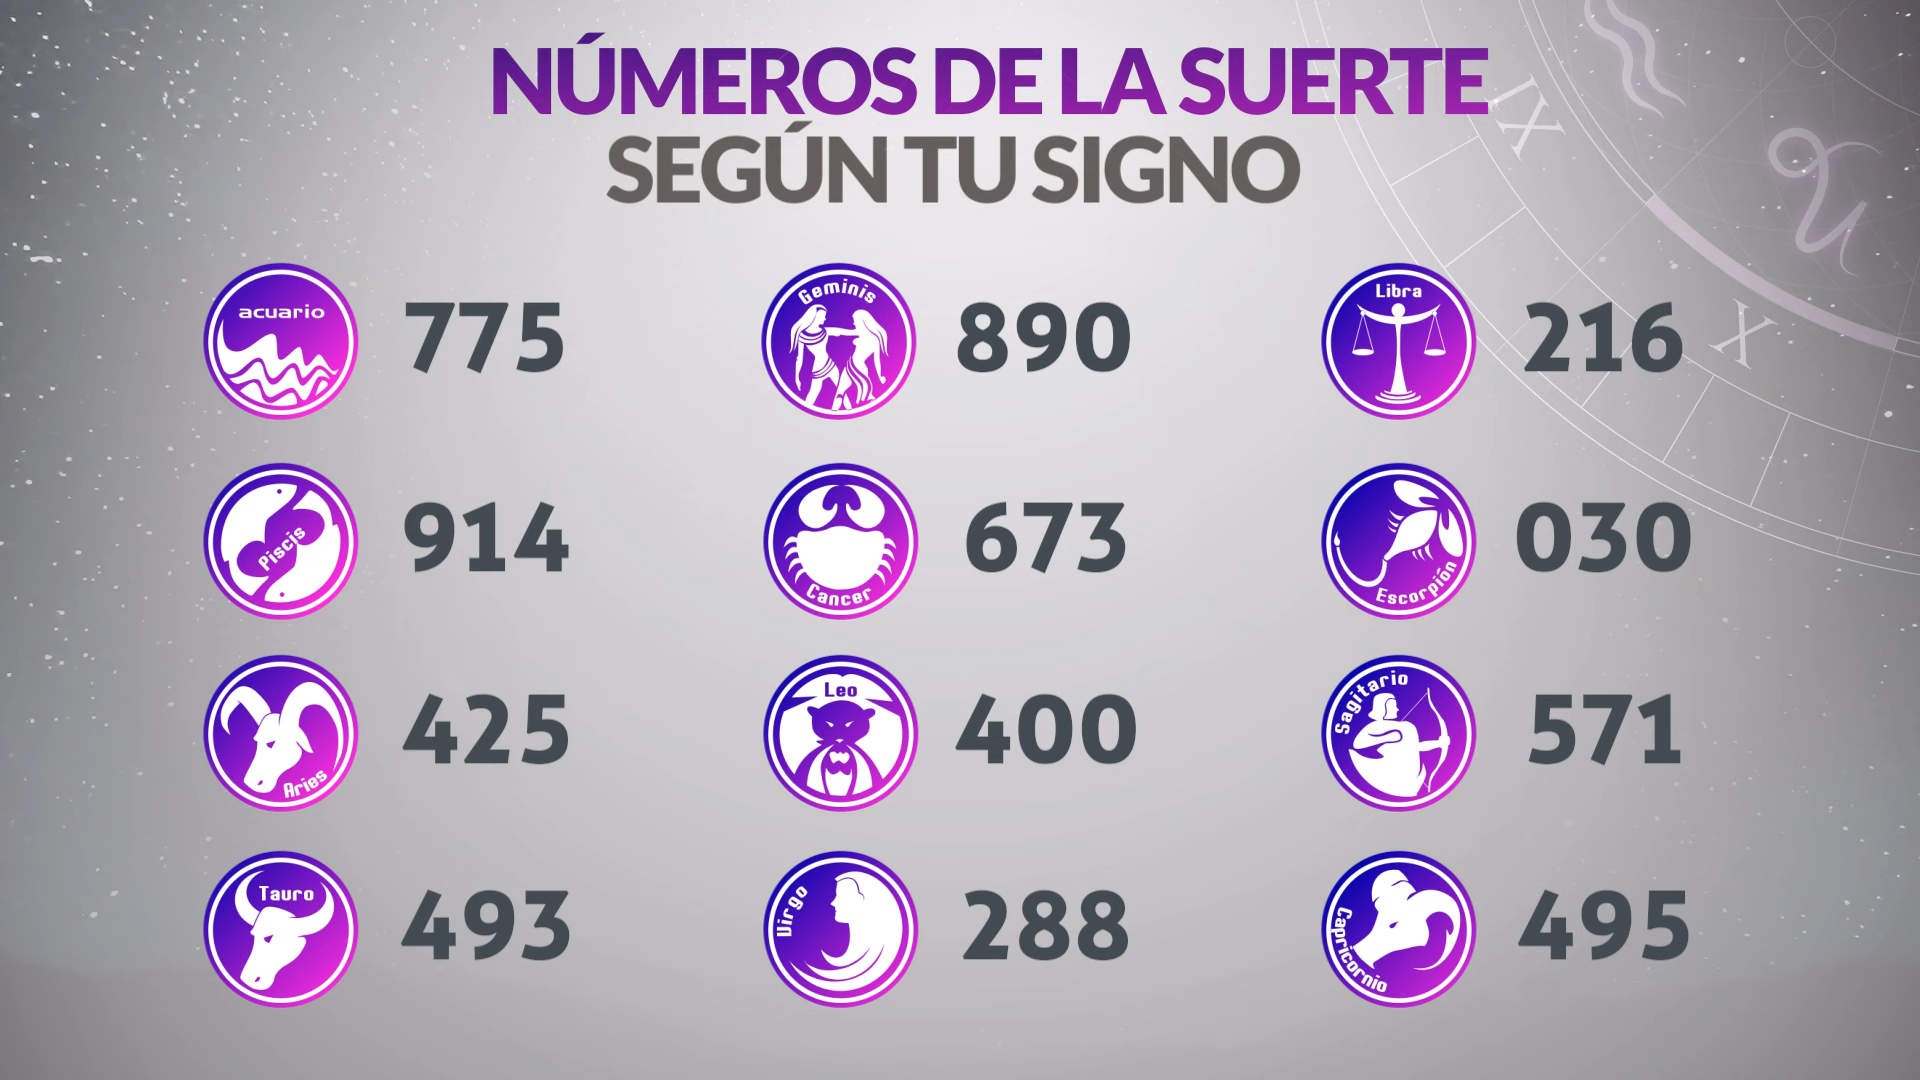 NÚMEROS DE LA SUERTE
SEGÚN TU SIGNO
IX
X
acuario 775
Geminis 890
Libra 216
Piscis 914
Cancer 673
Escorpión 030
Aries 425
Leo 400
Sagitario 571
Tauro 493
Virgo 288
Capricornio 495